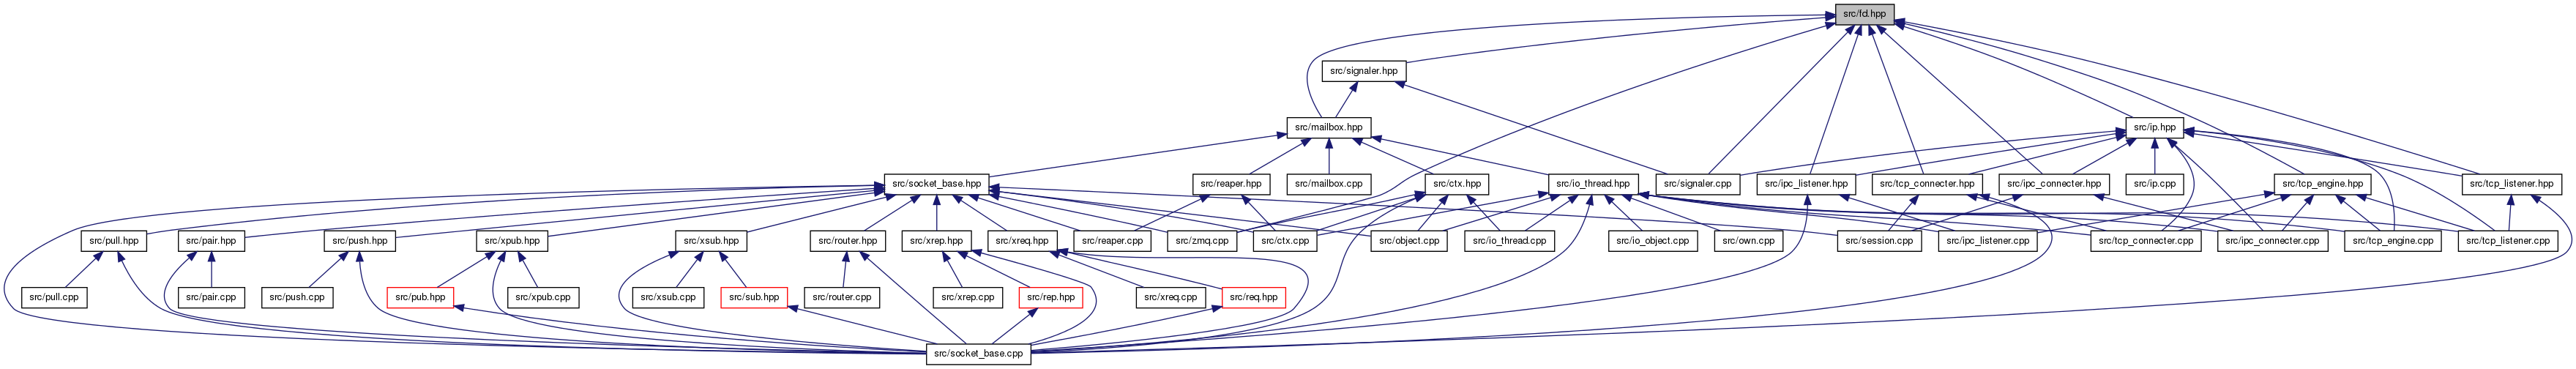 src/fd.hpp
src/signaler.hpp
src/mailbox.hpp
src/ip.hpp
src/socket_base.hpp
src/reaper.hpp
src/mailbox.cpp
src/ctx.hpp
src/io_thread.hpp
src/signaler.cpp
src/ipc_listener.hpp
src/tcp_connecter.hpp
src/ipc_connecter.hpp
src/ip.cpp
src/tcp_engine.hpp
src/tcp_listener.hpp
src/pull.hpp
src/pair.hpp
src/push.hpp
src/xpub.hpp
src/xsub.hpp
src/router.hpp
src/xrep.hpp
src/xreq.hpp
src/reaper.cpp
src/zmq.cpp
src/ctx.cpp
src/object.cpp
src/io_thread.cpp
src/io_object.cpp
src/own.cpp
src/session.cpp
src/ipc_listener.cpp
src/tcp_connecter.cpp
src/ipc_connecter.cpp
src/tcp_engine.cpp
src/tcp_listener.cpp
src/pull.cpp
src/pair.cpp
src/push.cpp
src/pub.hpp
src/xpub.cpp
src/xsub.cpp
src/sub.hpp
src/router.cpp
src/xrep.cpp
src/rep.hpp
src/xreq.cpp
src/req.hpp
src/socket_base.cpp